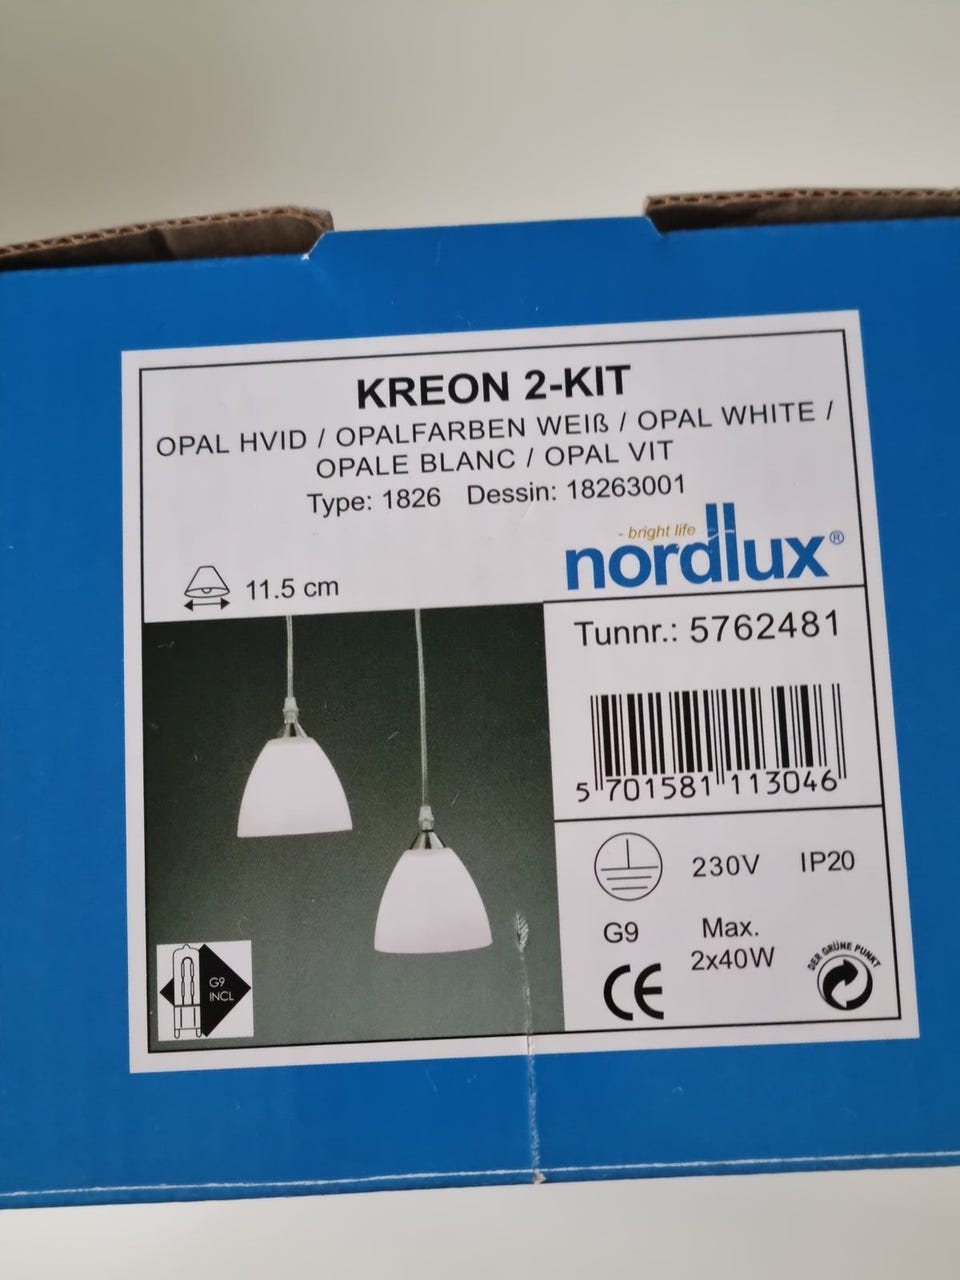 KREON 2-KIT
OPAL HVID / OPALFARBEN WEIß / OPAL WHITE /
OPALE BLANC / OPAL VIT
Type: 1826 Dessin: 18263001
- bright life
nordlux®
11.5 cm
Tunnr.: 5762481
5 701581 113046
230V IP20
G9 Max.
2x40W
CE
DER GRÜNE PUNKT
G9
INCL